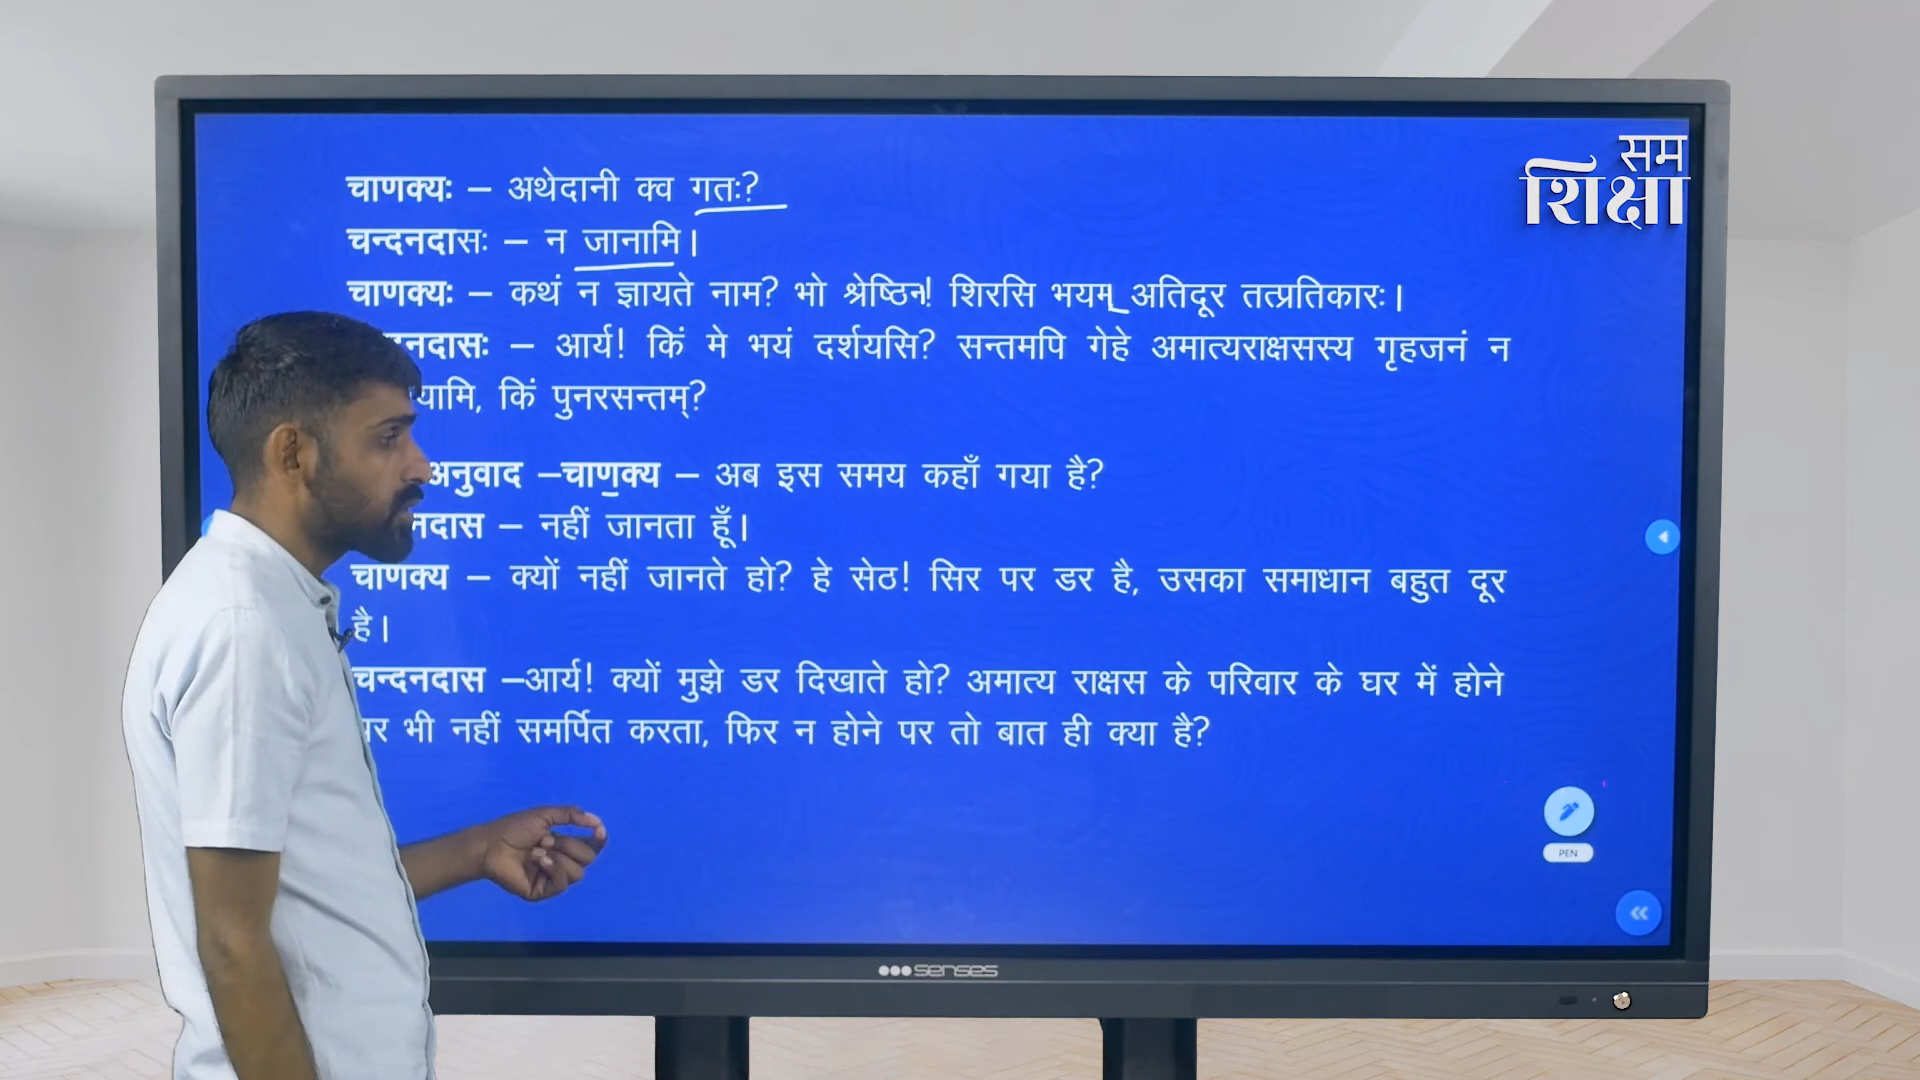 सम
शिक्षा
चाणक्यः – अथेदानी क्व गतः?
चन्दनदासः – न जानामि।
चाणक्यः – कथं न ज्ञायते नाम? भो श्रेष्ठिन! शिरसि भयम् अतिदूर तत्प्रतिकारः।
नदासः – आर्य! किं मे भयं दर्शयसि? सन्तमपि गेहे अमात्यराक्षसस्य गृहजनं न
यामि, किं पुनरसन्तम्?
अनुवाद –चाणक्य – अब इस समय कहाँ गया है?
नदास – नहीं जानता हूँ।
चाणक्य – क्यों नहीं जानते हो? हे सेठ! सिर पर डर है, उसका समाधान बहुत दूर
है।
चन्दनदास –आर्य! क्यों मुझे डर दिखाते हो? अमात्य राक्षस के परिवार के घर में होने
पर भी नहीं समर्पित करता, फिर न होने पर तो बात ही क्या है?
PEN
senses